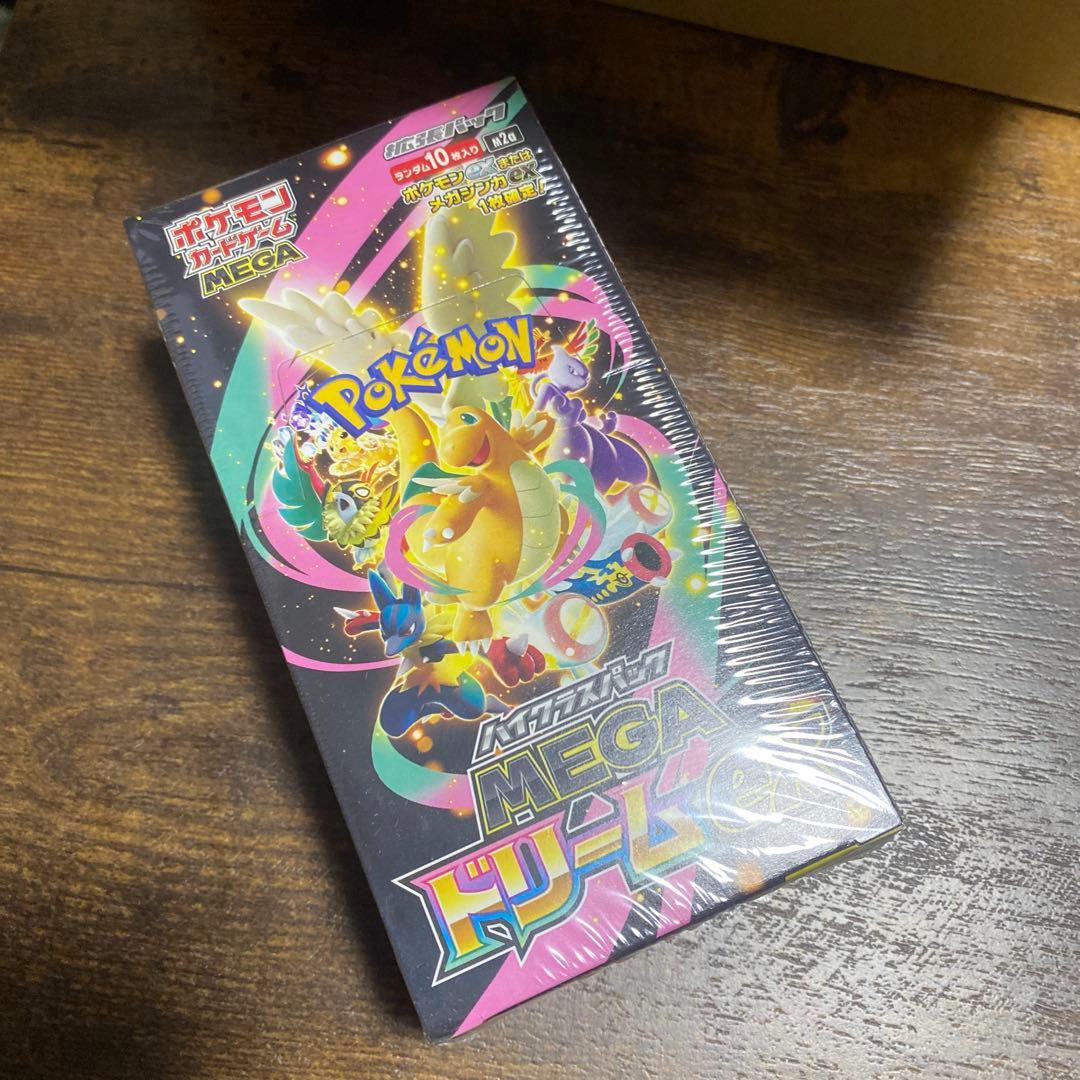 拡張パック
ランダム10枚入り M2a
ポケモンexまたは
メガシンカex
1枚確定!
ポケモン
カードゲーム
MEGA
POKéMON
ハイクラスパック
MEGA
ドリームex